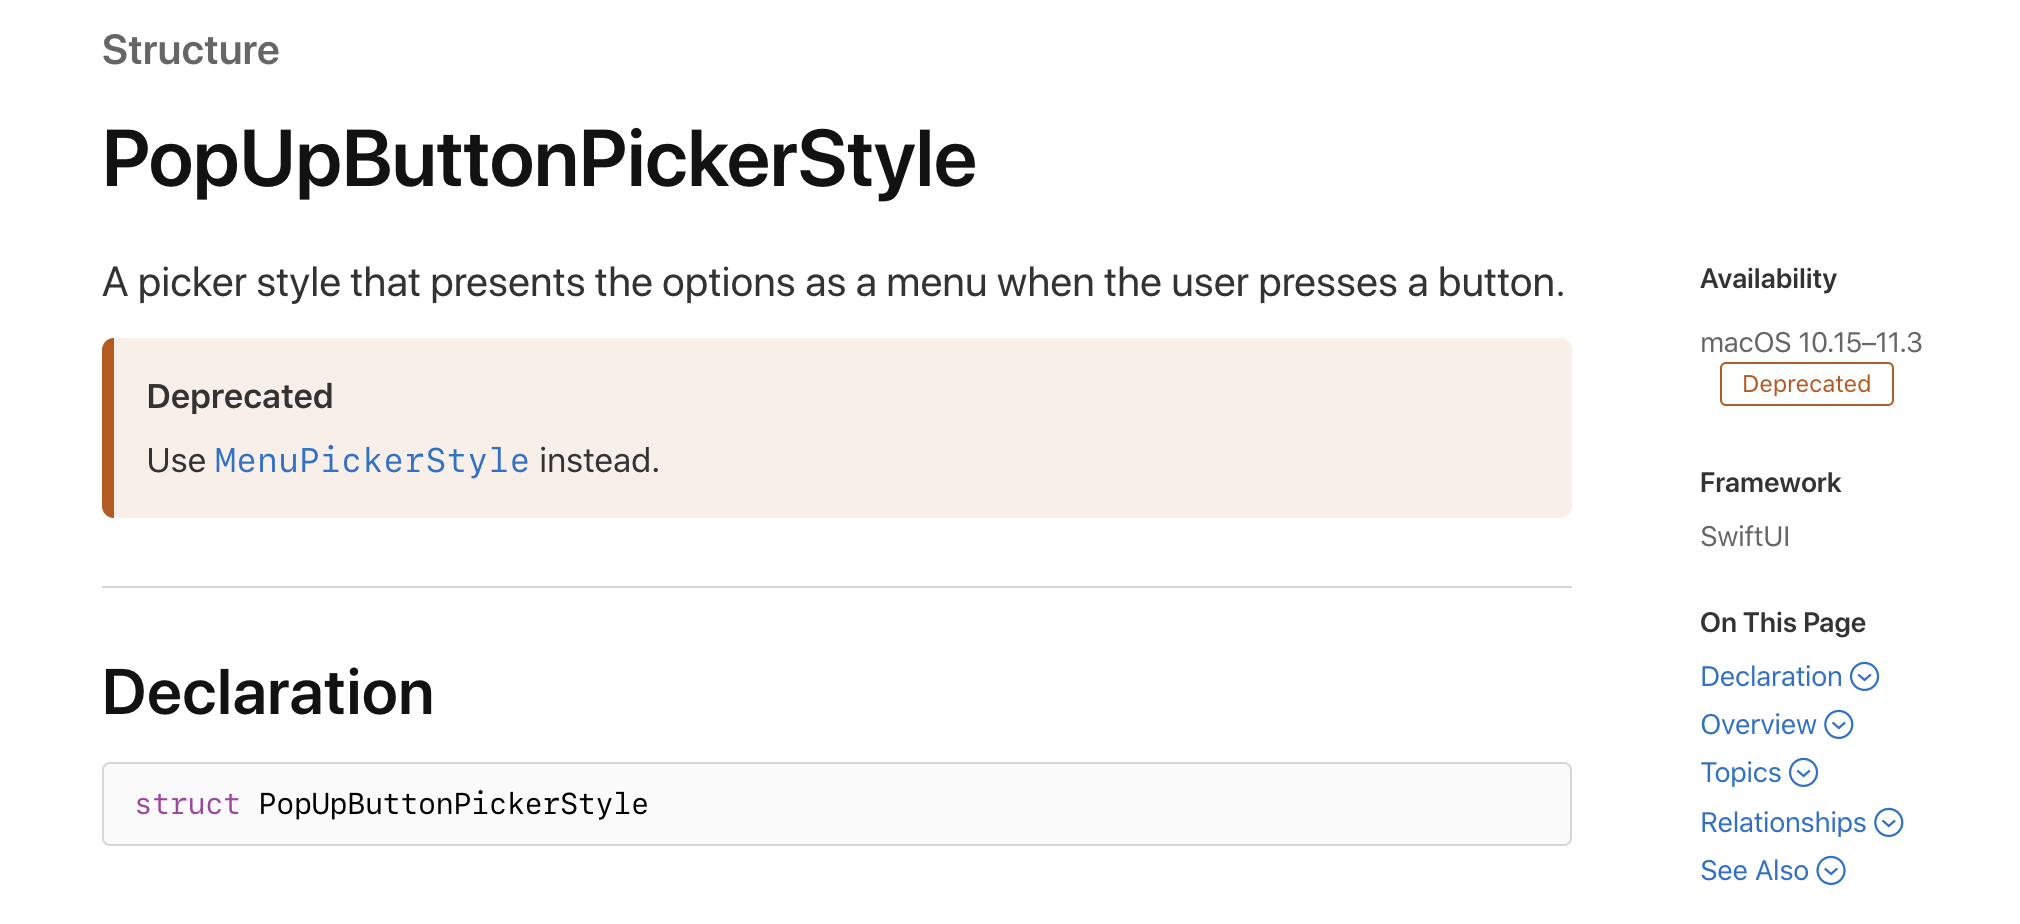 Structure
PopUpButtonPickerStyle
A picker style that presents the options as a menu when the user presses a button.
Deprecated
Use MenuPickerStyle instead.
Declaration
struct PopUpButtonPickerStyle
Availability
macOS 10.15–11.3
Deprecated
Framework
SwiftUI
On This Page
Declaration
Overview
Topics
Relationships
See Also